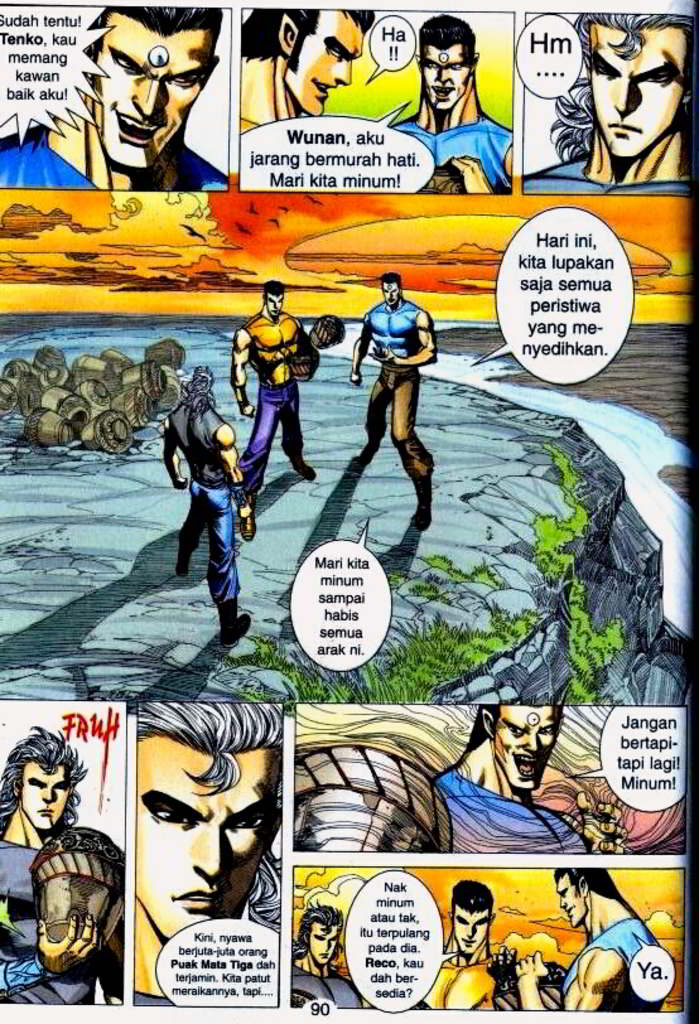 Sudah tentu!
Tenko, kau
memang
kawan
baik aku!
Ha
!!
Wunan, aku
jarang bermurah hati.
Mari kita minum!
Hm
....
Hari ini,
kita lupakan
saja semua
peristiwa
yang me-
nyedihkan.
Mari kita
minum
sampai
habis
semua
arak ni.
FRUH
Kini, nyawa
berjuta-juta orang
Puak Mata Tiga dah
terjamin. Kita patut
meraikannya, tapi....
Jangan
bertapi-
tapi lagi!
Minum!
Nak
minum
atau tak,
itu terpulang
pada dia.
Reco, kau
dah ber-
sedia?
Ya.
90